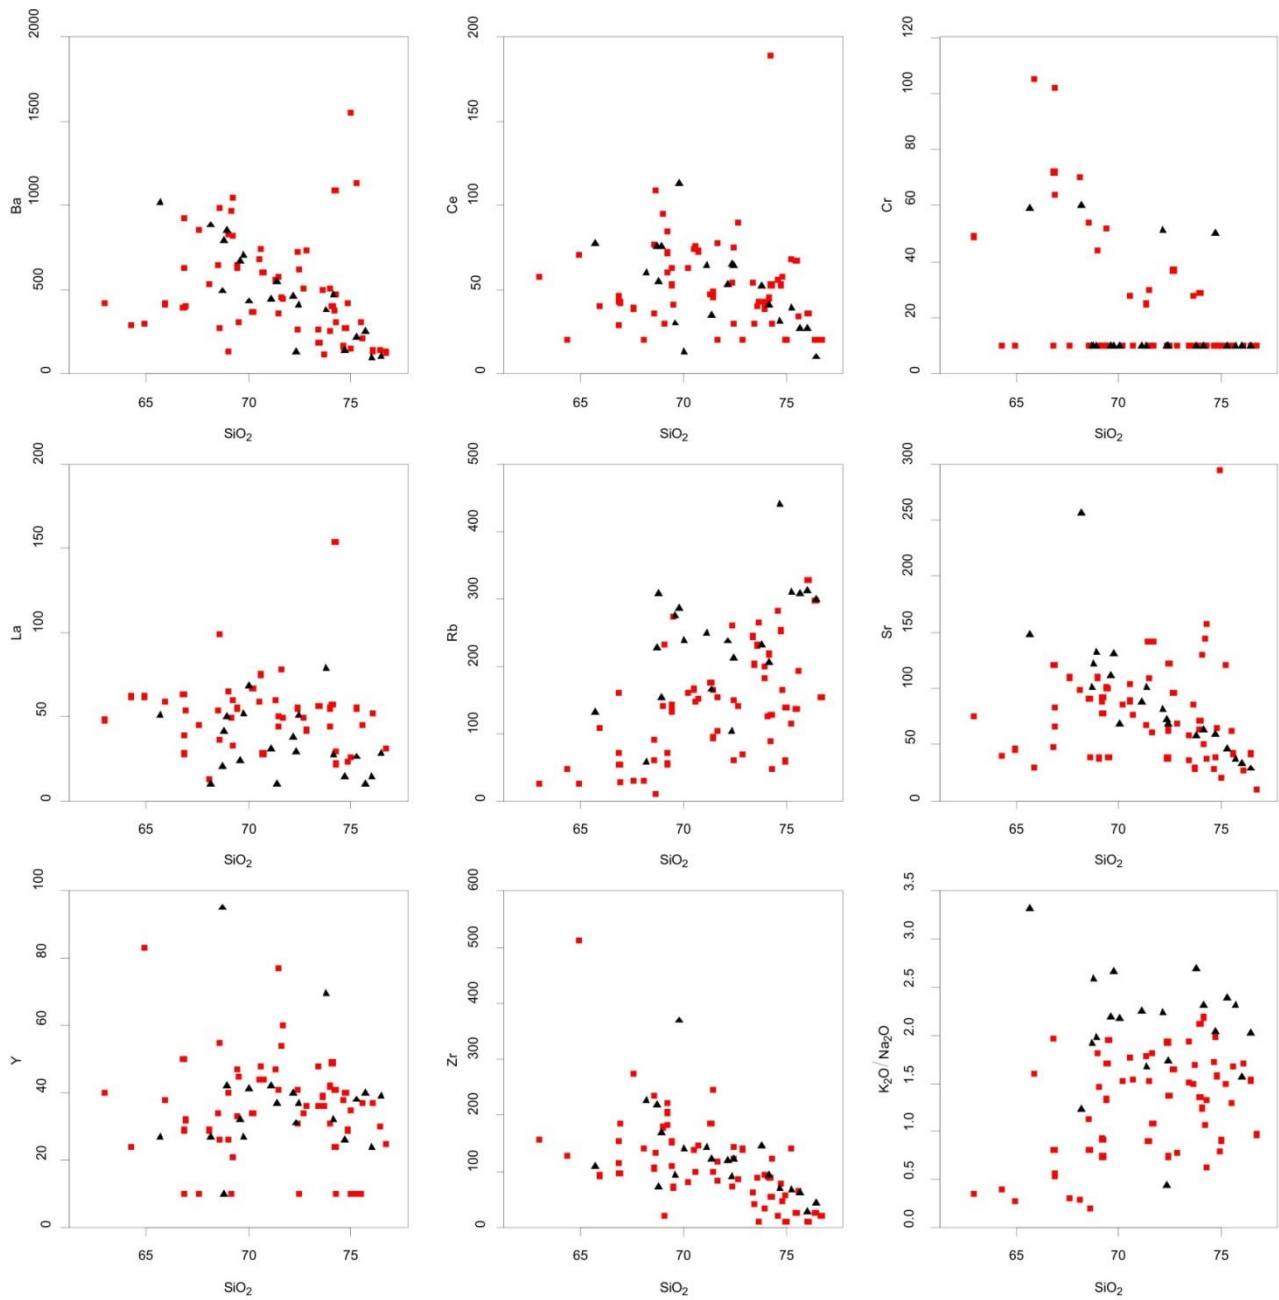 Ba
0 500 1000 1500 2000
65 70 75
SiO₂
Ce
0 50 100 150 200
65 70 75
SiO₂
Cr
0 20 40 60 80 100 120
65 70 75
SiO₂
La
0 50 100 150 200
65 70 75
SiO₂
Rb
0 100 200 300 400 500
65 70 75
SiO₂
Sr
0 50 100 150 200 250 300
65 70 75
SiO₂
Y
0 20 40 60 80 100
65 70 75
SiO₂
Zr
0 100 200 300 400 500 600
65 70 75
SiO₂
K₂O/Na₂O
0.0 0.5 1.0 1.5 2.0 2.5 3.0 3.5
65 70 75
SiO₂